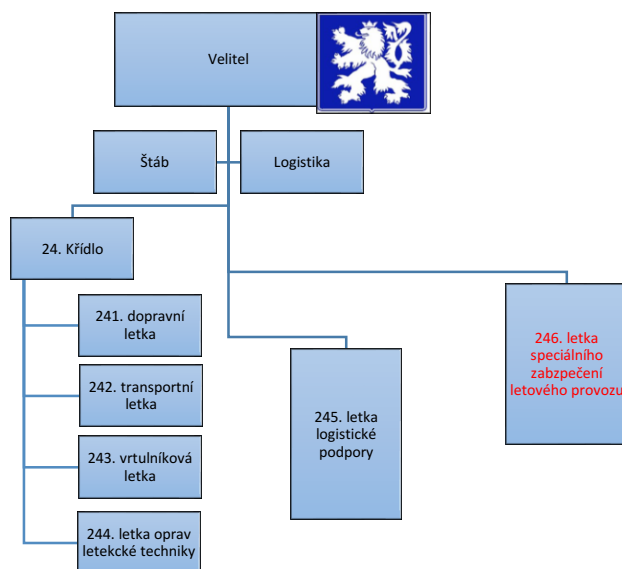 Velitel
Štáb
Logistika
24. Křídlo
241. dopravní
letka
242. transportní
letka
243. vrtulníková
letka
244. letka oprav
letekcké techniky
245. letka
logistické
podpory
246. letka
speciálního
zabzpečení
letového provozu